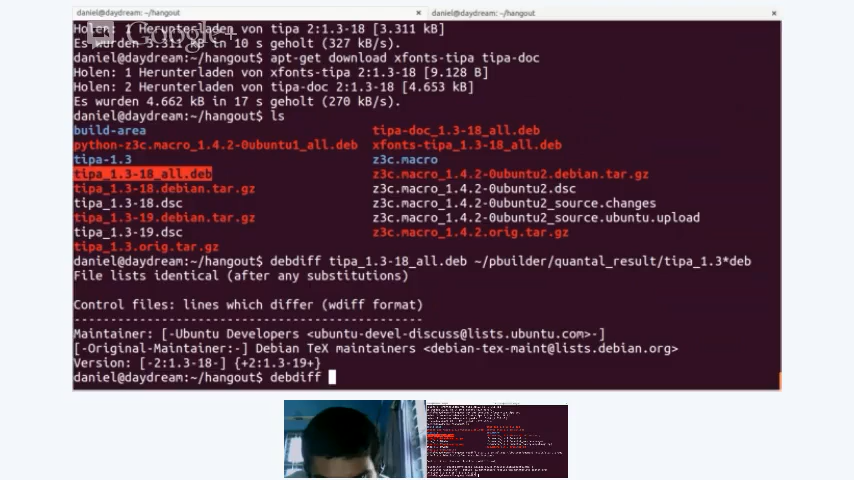 daniel@daydream:~/hangout × daniel@daydream:~/hangout ×
Holen: 1 Herunterladen von tipa 2:1.3-18 [3.311 kB]
Google+
Es wurden 3.311 kB in 10 s geholt (327 kB/s).
daniel@daydream:~/hangout$ apt-get download xfonts-tipa tipa-doc
Holen: 1 Herunterladen von xfonts-tipa 2:1.3-18 [9.128 B]
Holen: 2 Herunterladen von tipa-doc 2:1.3-18 [4.653 kB]
Es wurden 4.662 kB in 17 s geholt (270 kB/s).
daniel@daydream:~/hangout$ ls
build-area tipa-doc_1.3-18_all.deb
python-z3c.macro_1.4.2-0ubuntu1_all.deb xfonts-tipa_1.3-18_all.deb
tipa-1.3 z3c.macro
tipa_1.3-18_all.deb z3c.macro_1.4.2-0ubuntu2.debian.tar.gz
tipa_1.3-18.debian.tar.gz z3c.macro_1.4.2-0ubuntu2.dsc
tipa_1.3-18.dsc z3c.macro_1.4.2-0ubuntu2_source.changes
tipa_1.3-19.debian.tar.gz z3c.macro_1.4.2-0ubuntu2_source.ubuntu.upload
tipa_1.3-19.dsc z3c.macro_1.4.2.orig.tar.gz
tipa_1.3.orig.tar.gz
daniel@daydream:~/hangout$ debdiff tipa_1.3-18_all.deb ~/pbuilder/quantal_result/tipa_1.3*deb
File lists identical (after any substitutions)
Control files: lines which differ (wdiff format)
------------------------------------------------
Maintainer: [-Ubuntu Developers <ubuntu-devel-discuss@lists.ubuntu.com>-]
[-Original-Maintainer:-] Debian TeX maintainers <debian-tex-maint@lists.debian.org>
Version: [-2:1.3-18-] {+2:1.3-19+}
daniel@daydream:~/hangout$ debdiff